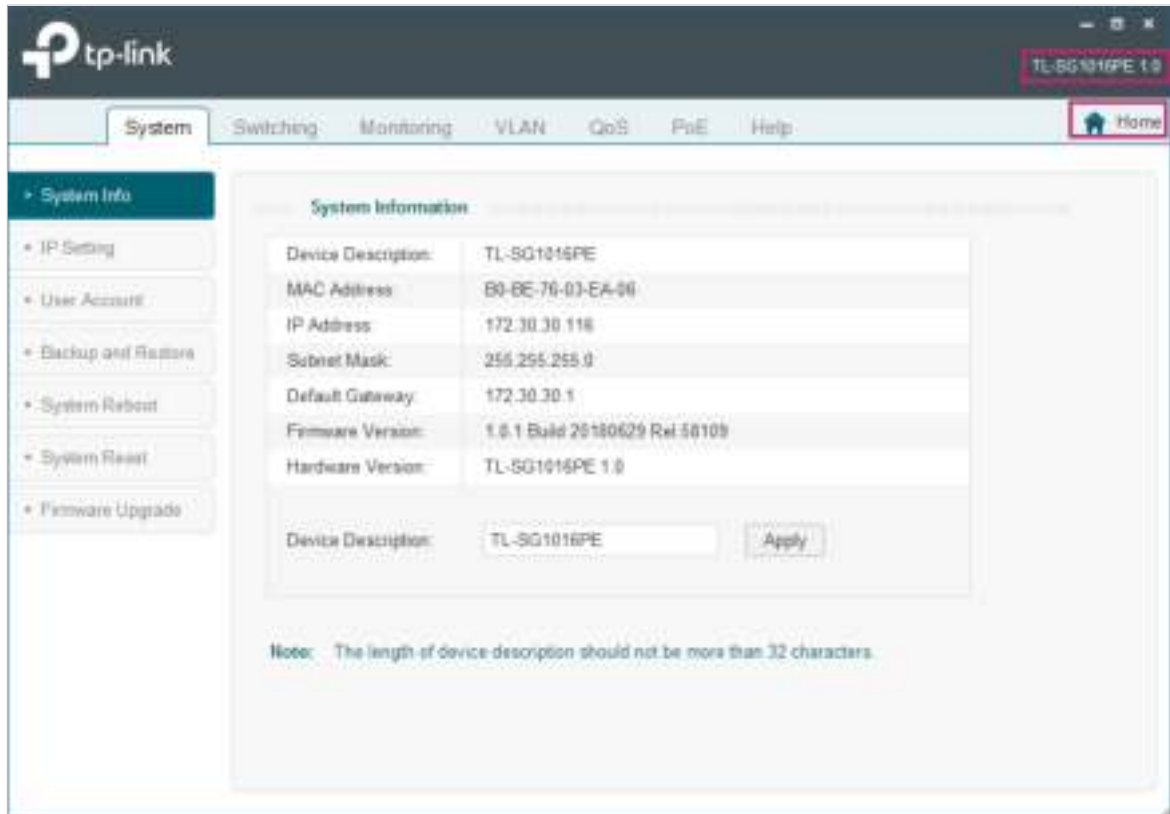 tp-link
TL-SG1016PE 1.0
System Switching Monitoring VLAN QoS PoE Help Home
System Info
IP Setting
User Account
Backup and Restore
System Reboot
System Reset
Firmware Upgrade
System Information
Device Description: TL-SG1016PE
MAC Address: B0-BE-76-03-EA-06
IP Address: 172.30.30.116
Subnet Mask: 255.255.255.0
Default Gateway: 172.30.30.1
Firmware Version: 1.0.1 Build 20180629 Rel.58109
Hardware Version: TL-SG1016PE 1.0
Device Description: TL-SG1016PE Apply
Note: The length of device description should not be more than 32 characters.